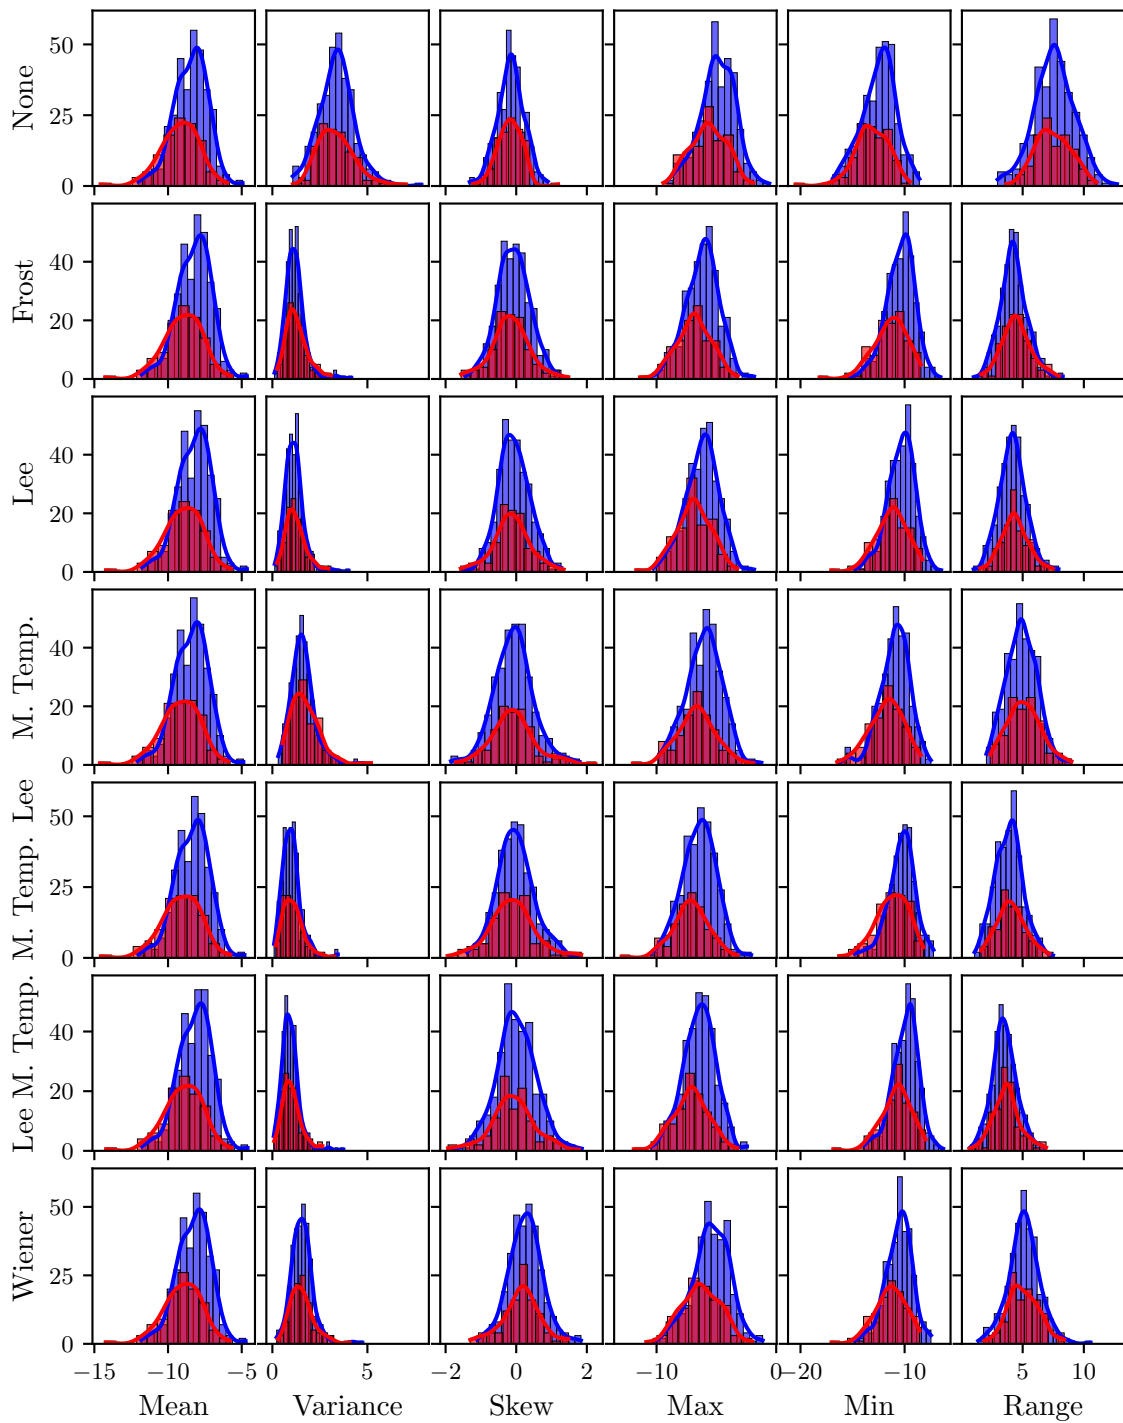 None
50
25
0
Frost
40
20
0
Lee
40
20
0
M. Temp.
40
20
0
M. Temp. Lee
50
25
0
Lee M. Temp.
40
20
0
Wiener
50
25
0
−15 −10 −5 0 5 −2 0 2 −10 0 −20 −10 5 10
Mean Variance Skew Max Min Range